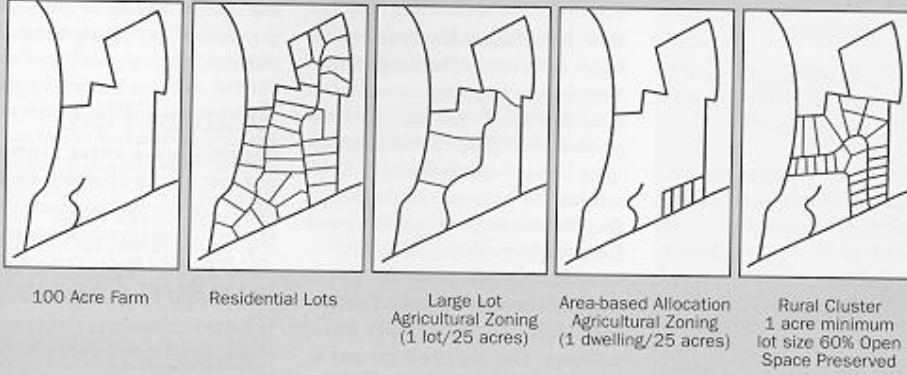 100 Acre Farm
Residential Lots
Large Lot
Agricultural Zoning
(1 lot/25 acres)
Area-based Allocation
Agricultural Zoning
(1 dwelling/25 acres)
Rural Cluster
1 acre minimum
lot size 60% Open
Space Preserved